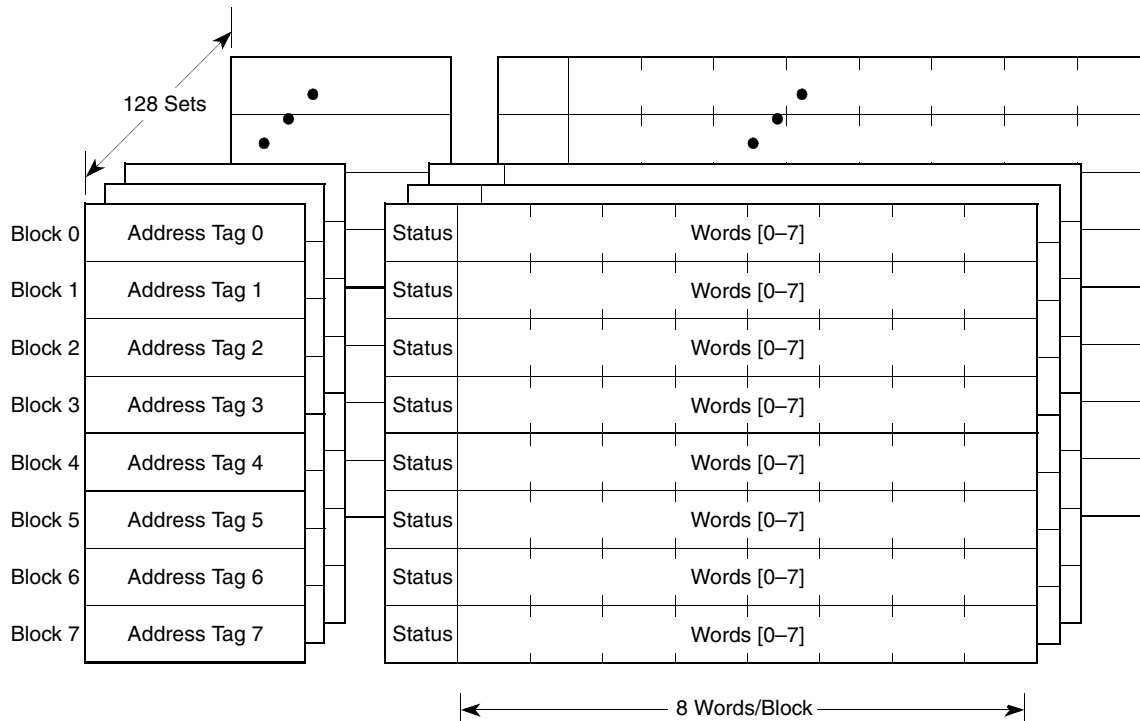 128 Sets
Block 0 Address Tag 0 Status Words [0–7]
Block 1 Address Tag 1 Status Words [0–7]
Block 2 Address Tag 2 Status Words [0–7]
Block 3 Address Tag 3 Status Words [0–7]
Block 4 Address Tag 4 Status Words [0–7]
Block 5 Address Tag 5 Status Words [0–7]
Block 6 Address Tag 6 Status Words [0–7]
Block 7 Address Tag 7 Status Words [0–7]
8 Words/Block